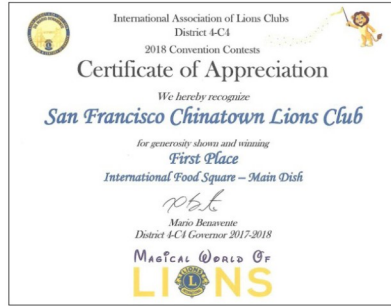 International Association of Lions Clubs
District 4-C4
2018 Convention Contests
Certificate of Appreciation
We hereby recognize
San Francisco Chinatown Lions Club
for generosity shown and winning
First Place
International Food Square – Main Dish
Mario Benavente
District 4-C4 Governor 2017-2018
Magical World Of
LIONS